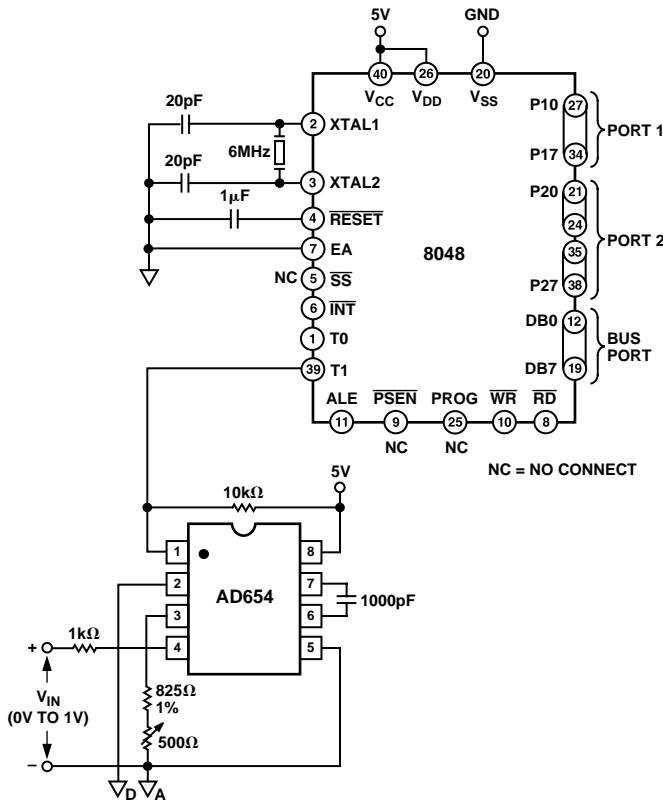 5V GND
40 26 20
VCC VDD VSS
20pF
2 XTAL1
6MHz
20pF
3 XTAL2
1μF
4 RESET
7 EA
NC 5 SS
6 INT
1 T0
39 T1
8048
P10 27
PORT 1
P17 34
P20 21
24
PORT 2
35
P27 38
DB0 12
BUS
PORT
DB7 19
ALE PSEN PROG WR RD
11 9 25 10 8
NC NC
NC = NO CONNECT
5V
10kΩ
1 8
2 AD654 7
1000pF
3 6
1kΩ
+ 4 5
VIN
(0V TO 1V)
825Ω
1%
500Ω
–
D A